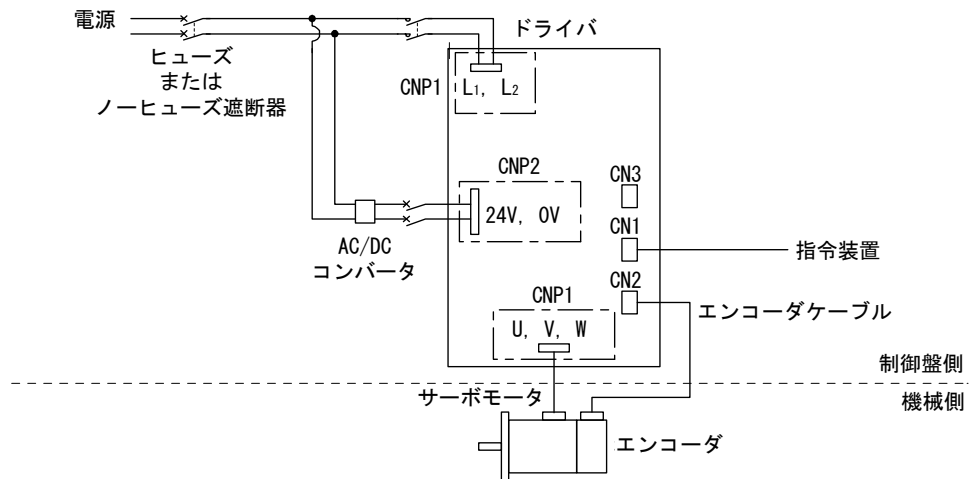 電源
ドライバ
ヒューズ
または
ノーヒューズ遮断器
CNP1
L1, L2
CNP2
24V, 0V
AC/DC
コンバータ
CN3
CN1
指令装置
CN2
エンコーダケーブル
CNP1
U, V, W
制御盤側
機械側
サーボモータ
エンコーダ